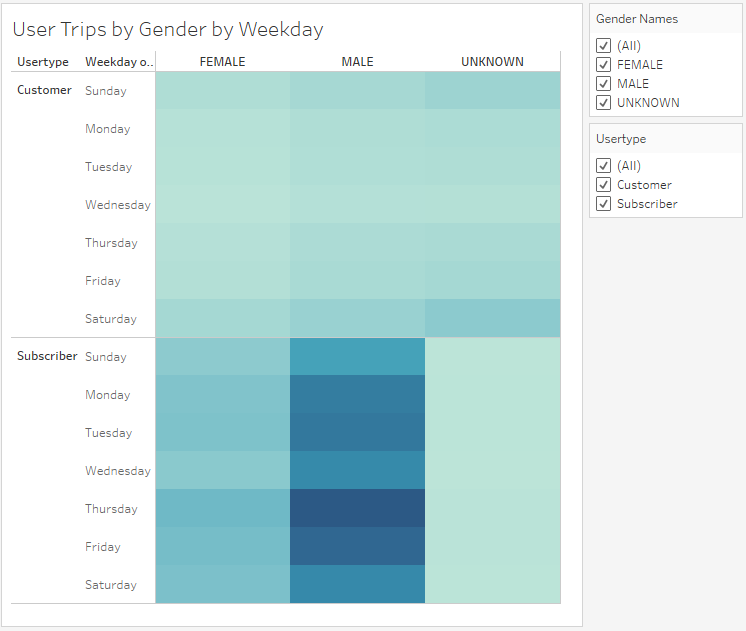 User Trips by Gender by Weekday
Usertype Weekday o.. FEMALE MALE UNKNOWN
Customer Sunday
Monday
Tuesday
Wednesday
Thursday
Friday
Saturday
Subscriber Sunday
Monday
Tuesday
Wednesday
Thursday
Friday
Saturday
Gender Names
(All)
FEMALE
MALE
UNKNOWN
Usertype
(All)
Customer
Subscriber